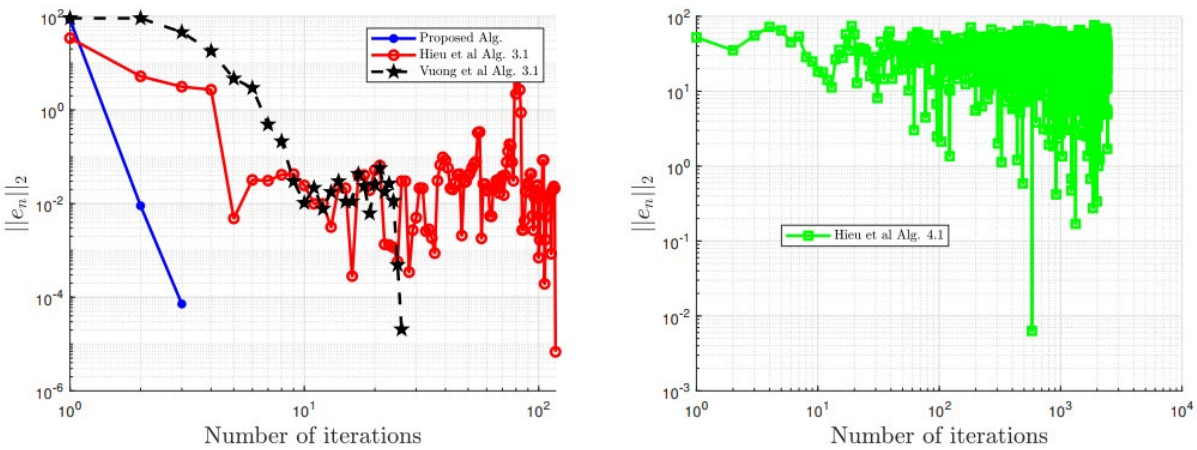 10^2
10^0
10^-2
10^-4
10^-6
||e_n||_2
Proposed Alg.
Hieu et al Alg. 3.1
Vuong et al Alg. 3.1
10^0
10^1
10^2
Number of iterations
10^2
10^1
10^0
10^-1
10^-2
10^-3
||e_n||_2
Hieu et al Alg. 4.1
10^0
10^1
10^2
10^3
10^4
Number of iterations